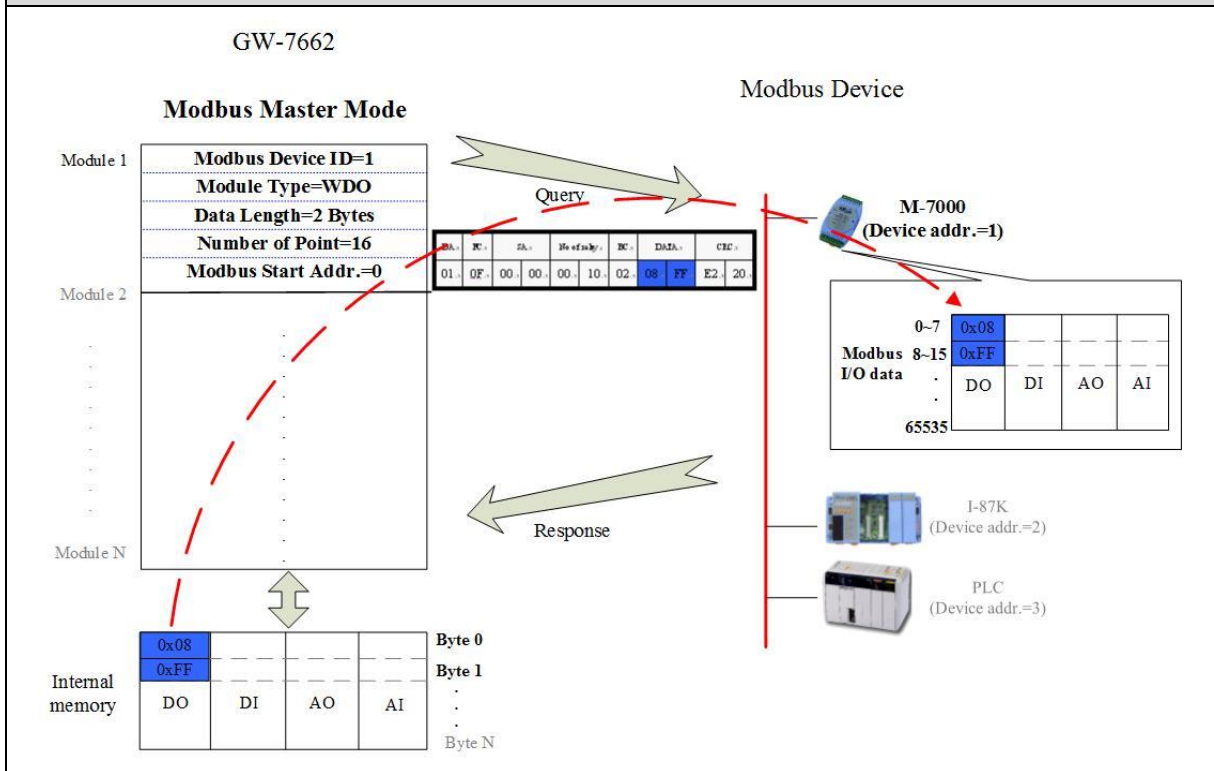 GW-7662
Modbus Device
Modbus Master Mode
Module 1
Modbus Device ID=1
Module Type=WDO
Data Length=2 Bytes
Number of Point=16
Modbus Start Addr.=0
Module 2
Module N
Query
FC SA BC DATA CRC
01 0F 00 00 00 10 02 08 FF E2 20
M-7000
(Device addr.=1)
0~7 0x08
Modbus 8~15 0xFF
I/O data
DO DI AO AI
65535
Response
I-87K
(Device addr.=2)
PLC
(Device addr.=3)
0x08 Byte 0
0xFF Byte 1
Internal
memory
DO DI AO AI
Byte N